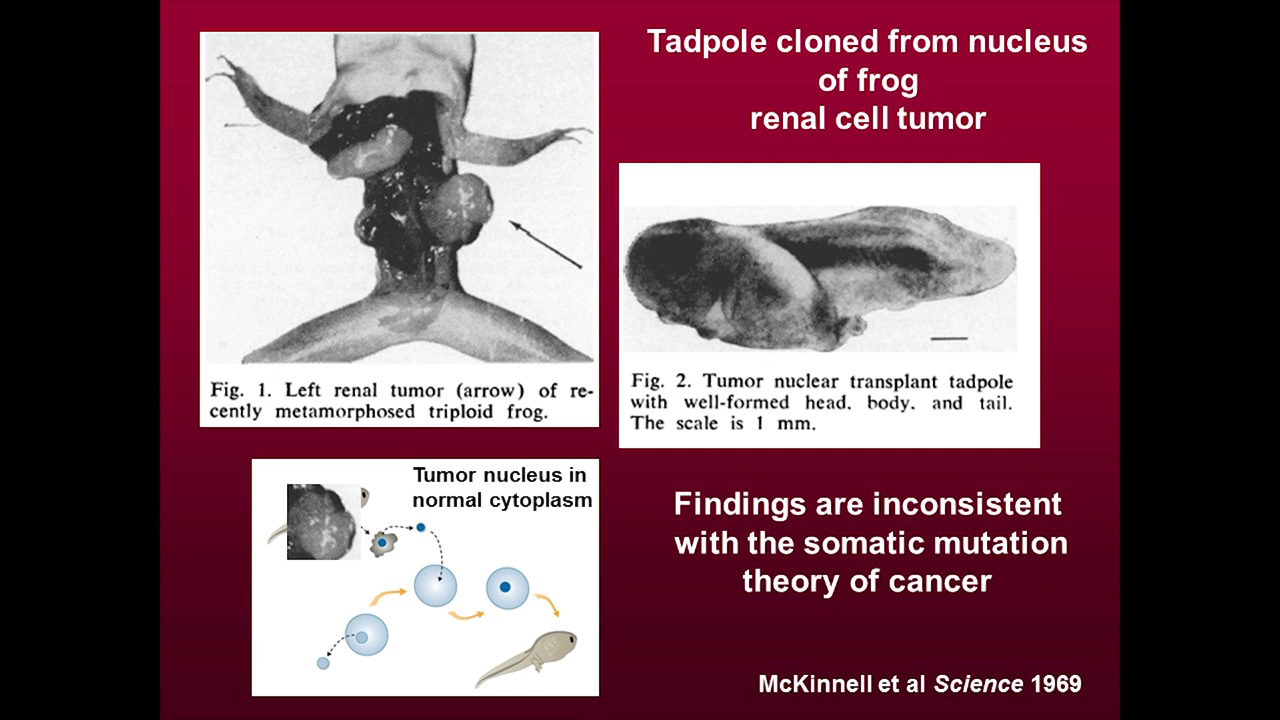 Tadpole cloned from nucleus
of frog
renal cell tumor
Fig. 1. Left renal tumor (arrow) of re-
cently metamorphosed triploid frog.
Fig. 2. Tumor nuclear transplant tadpole
with well-formed head, body, and tail.
The scale is 1 mm.
Tumor nucleus in
normal cytoplasm
Findings are inconsistent
with the somatic mutation
theory of cancer
McKinnell et al Science 1969